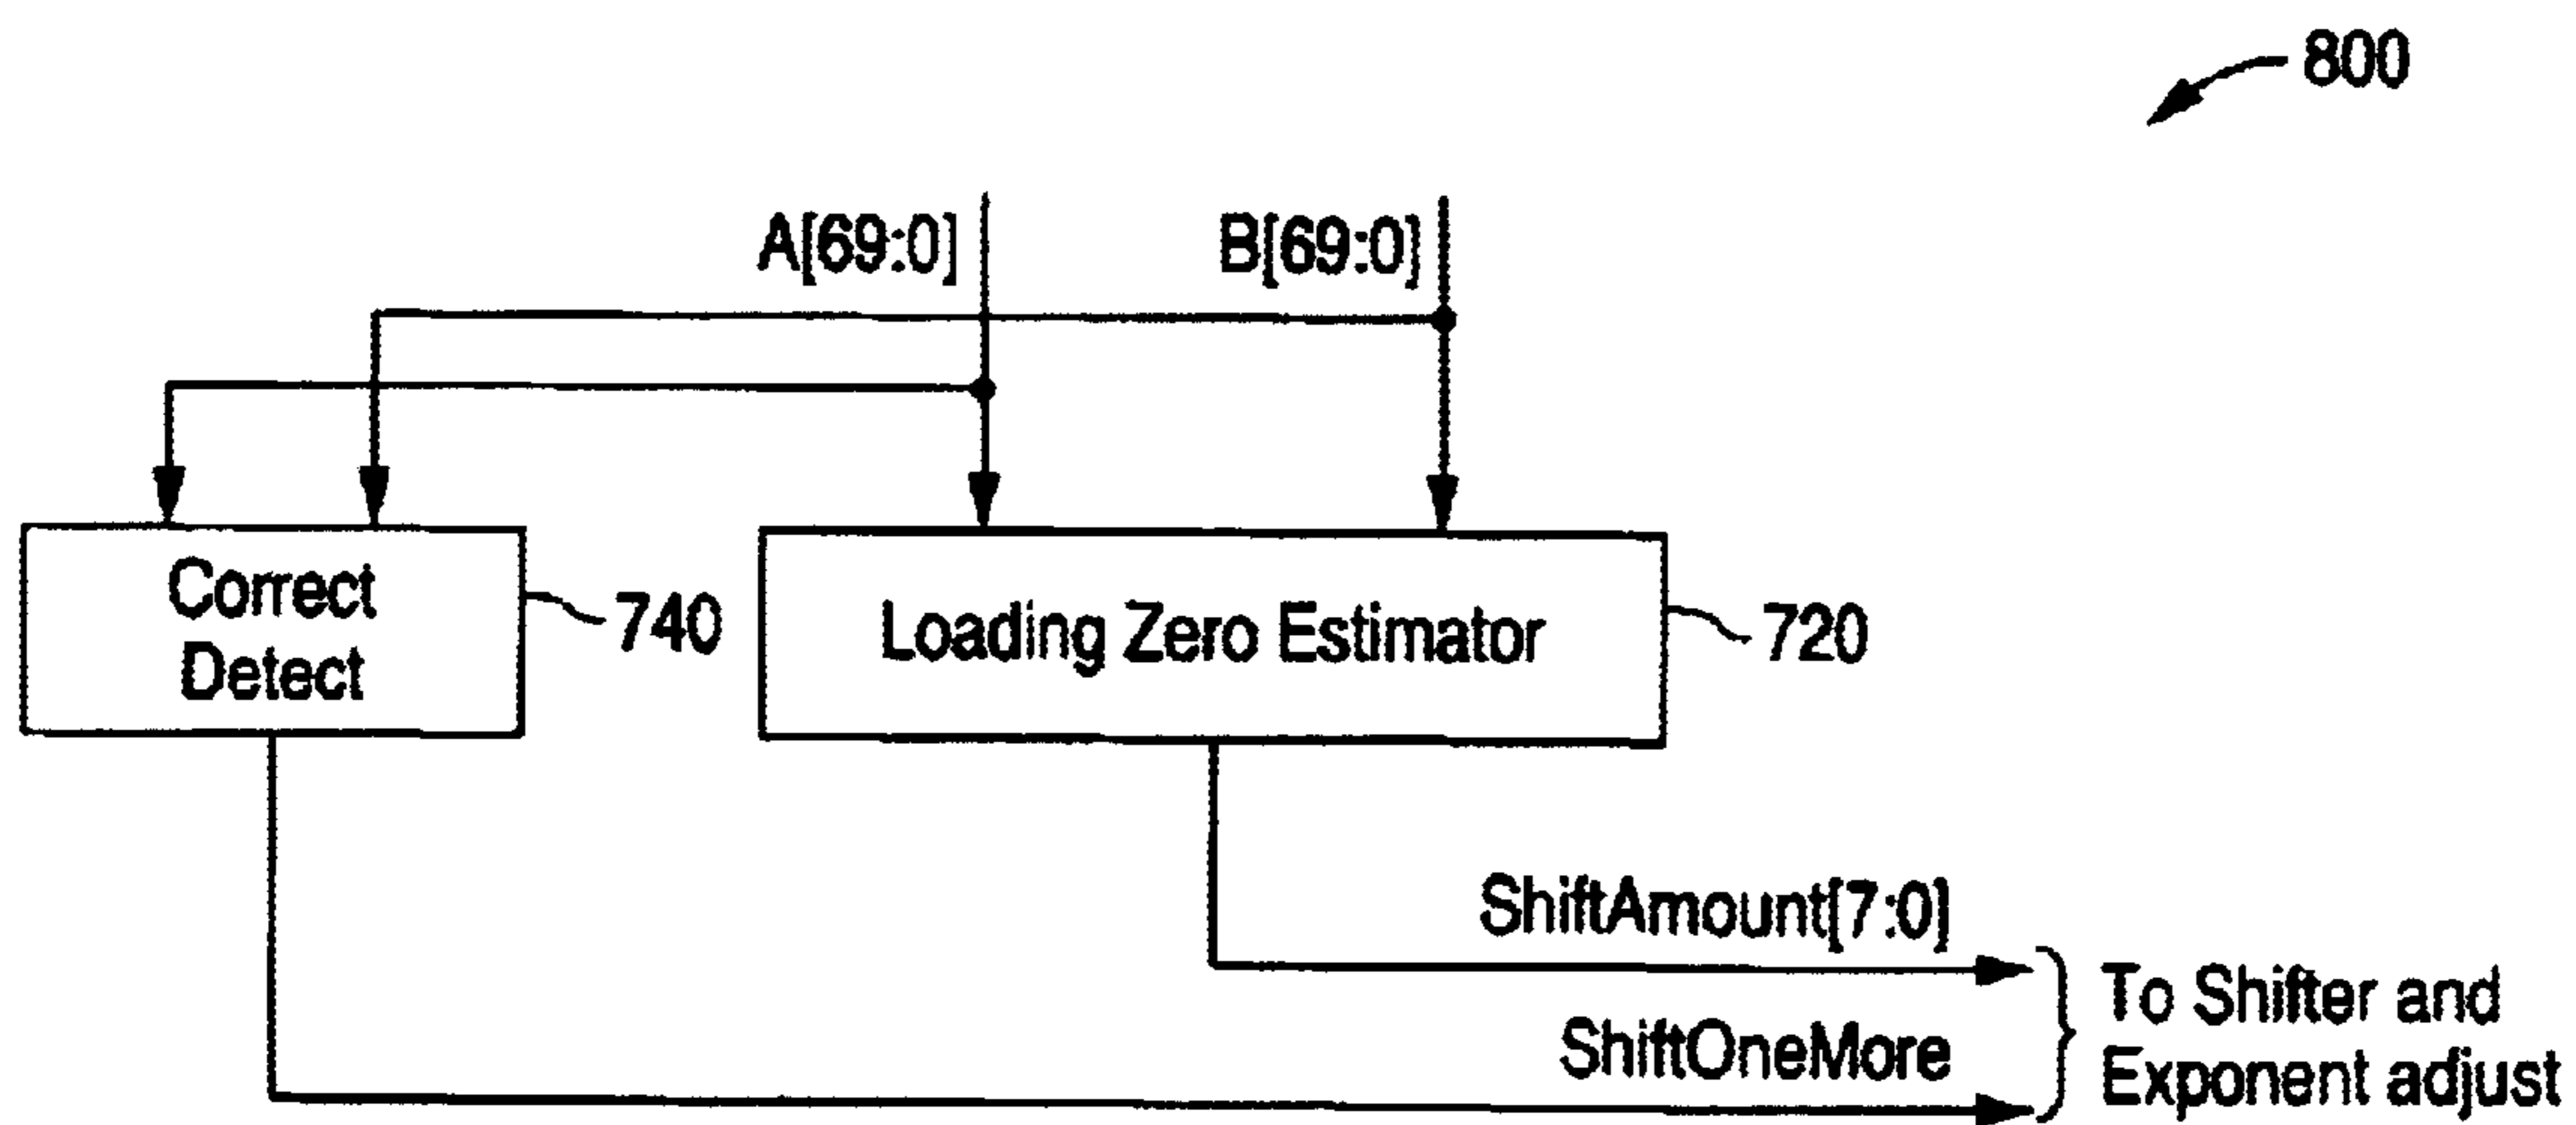 800
A[69:0]
B[69:0]
Correct
Detect
740
Loading Zero Estimator
720
ShiftAmount[7:0]
ShiftOneMore
To Shifter and
Exponent adjust